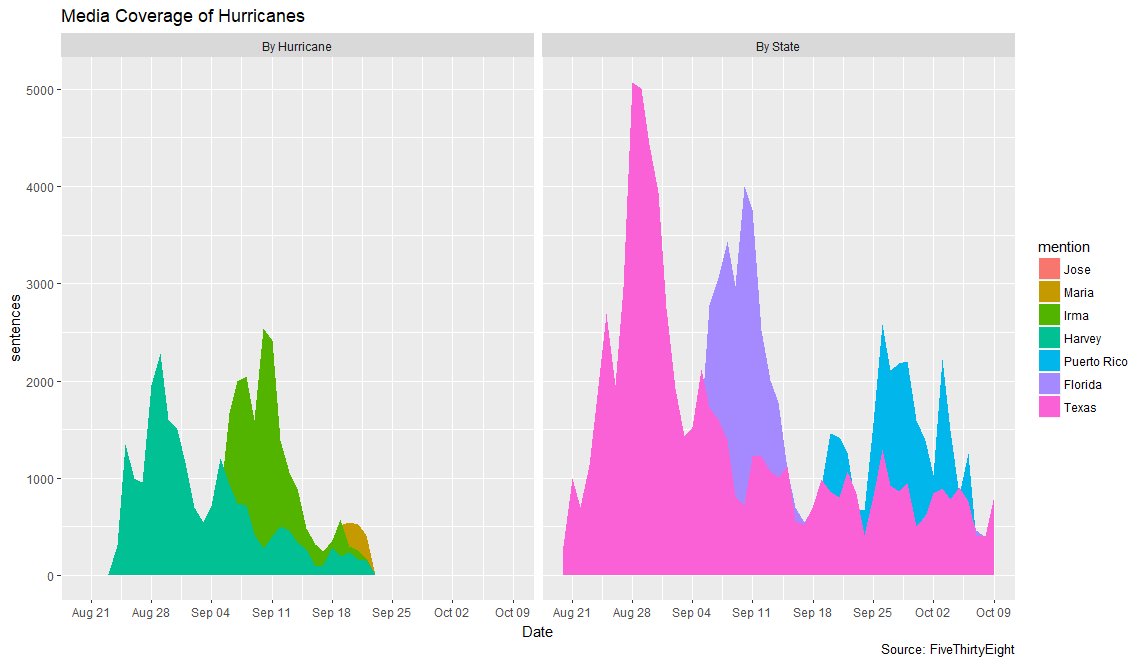 Media Coverage of Hurricanes
By Hurricane
By State
sentences
5000
4000
3000
2000
1000
0
Aug 21 Aug 28 Sep 04 Sep 11 Sep 18 Sep 25 Oct 02 Oct 09
Aug 21 Aug 28 Sep 04 Sep 11 Sep 18 Sep 25 Oct 02 Oct 09
Date
mention
Jose
Maria
Irma
Harvey
Puerto Rico
Florida
Texas
Source: FiveThirtyEight